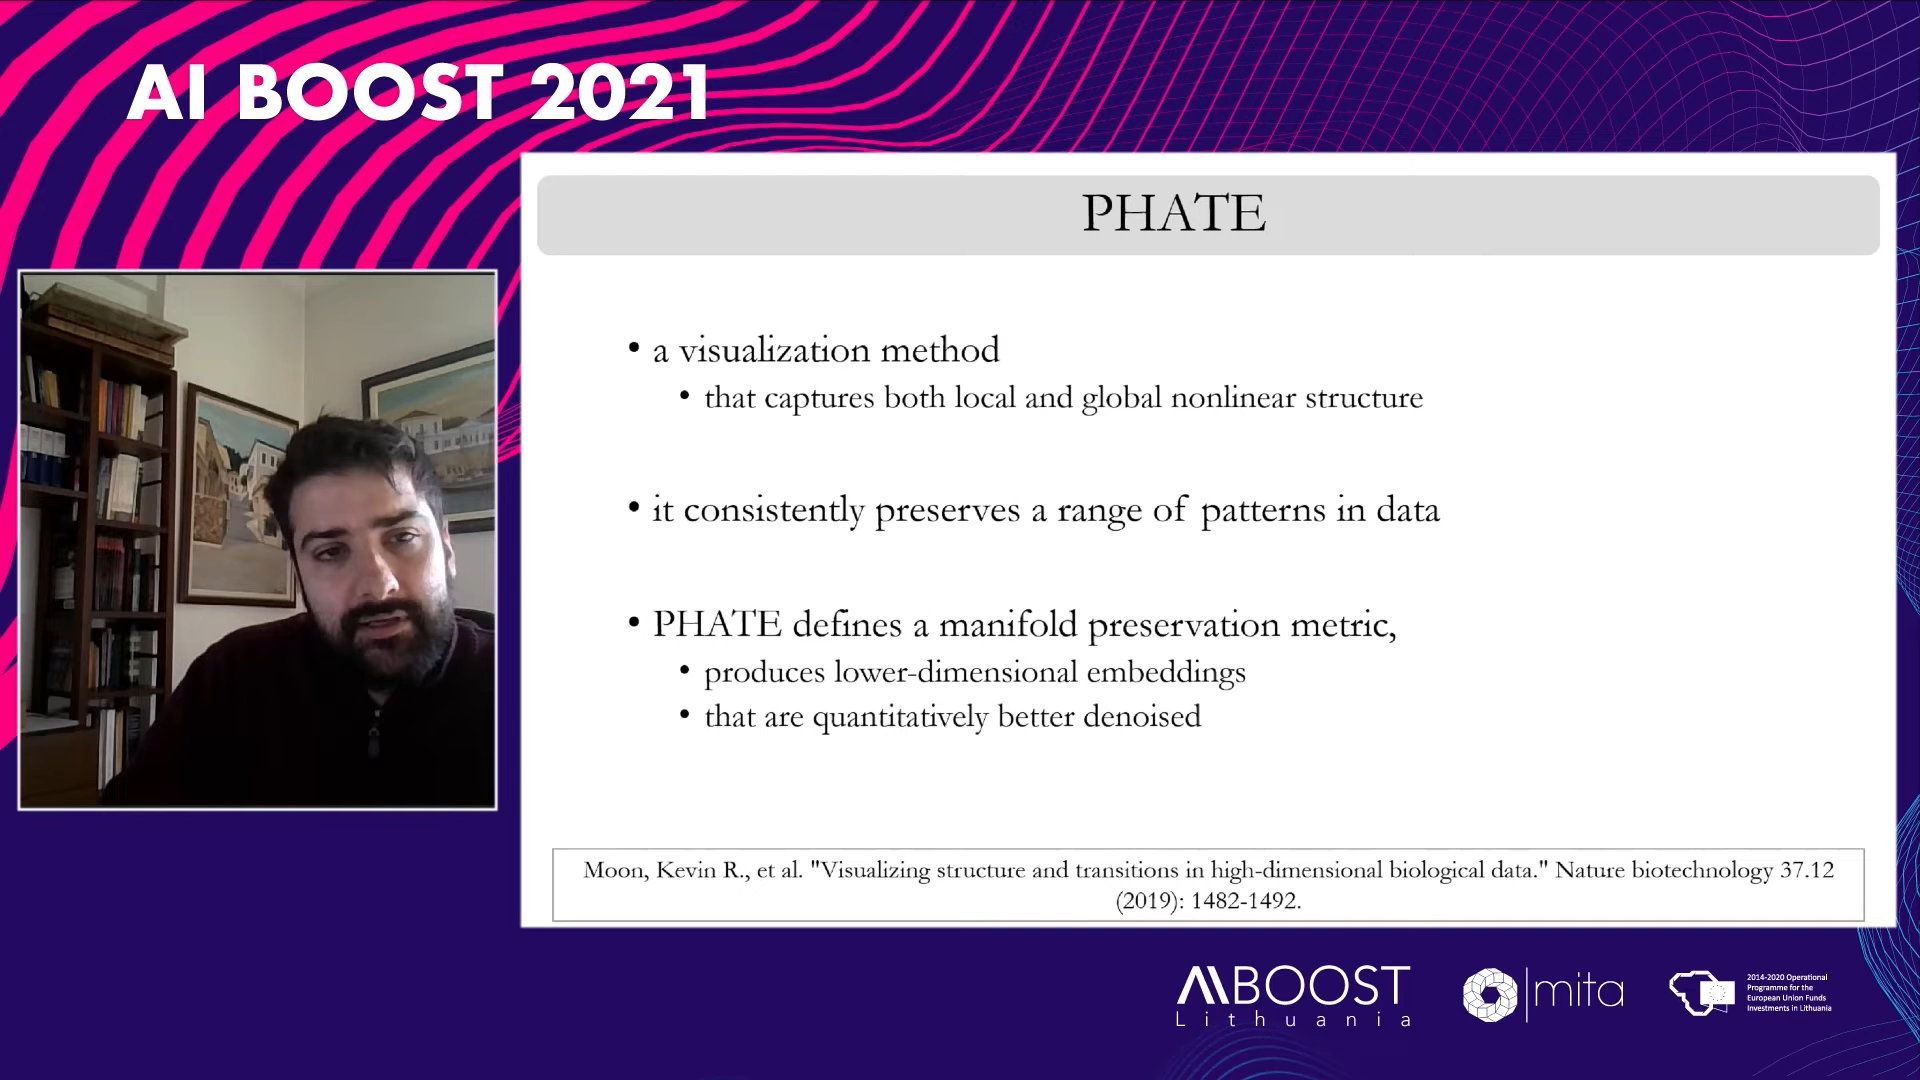 AI BOOST 2021
PHATE
• a visualization method
• that captures both local and global nonlinear structure
• it consistently preserves a range of patterns in data
• PHATE defines a manifold preservation metric,
• produces lower-dimensional embeddings
• that are quantitatively better denoised
Moon, Kevin R., et al. "Visualizing structure and transitions in high-dimensional biological data." Nature biotechnology 37.12
(2019): 1482-1492.
AIBOOST
Lithuania
mita
2014-2020 Operational
Programme for the
European Union Funds
Investments in Lithuania